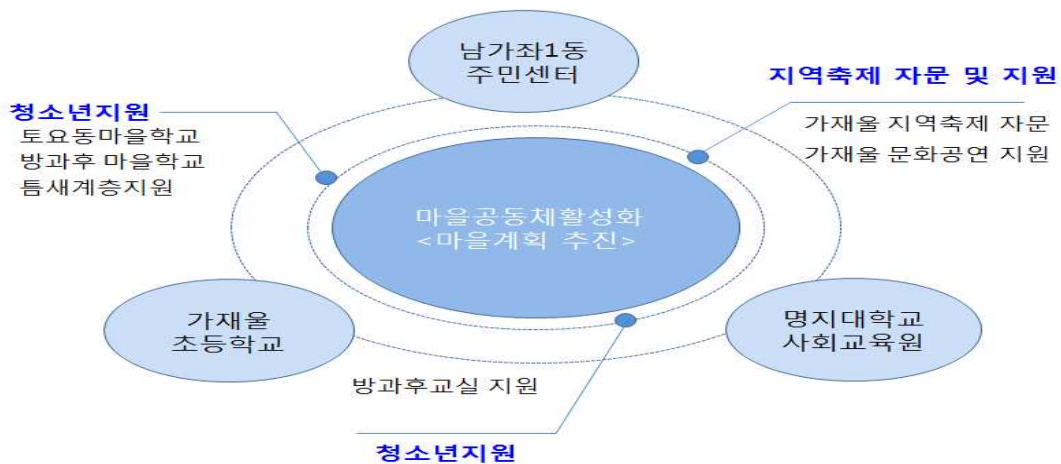 남가좌1동
주민센터
지역축제 자문 및 지원
가재울 지역축제 자문
가재울 문화공연 지원
청소년지원
토요동마을학교
방과후 마을학교
틈새계층지원
마을공동체활성화
<마을계획 추진>
가재울
초등학교
명지대학교
사회교육원
방과후교실 지원
청소년지원